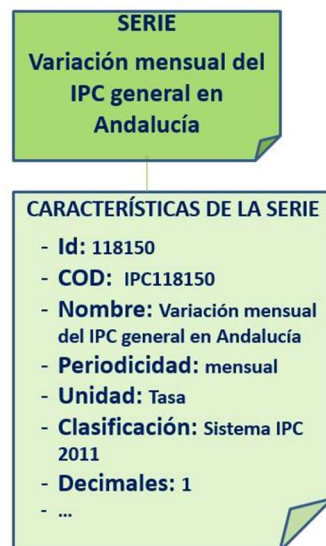 SERIE
Variación mensual del
IPC general en
Andalucía
CARACTERÍSTICAS DE LA SERIE
- Id: 118150
- COD: IPC118150
- Nombre: Variación mensual
del IPC general en Andalucía
- Periodicidad: mensual
- Unidad: Tasa
- Clasificación: Sistema IPC
2011
- Decimales: 1
- ...